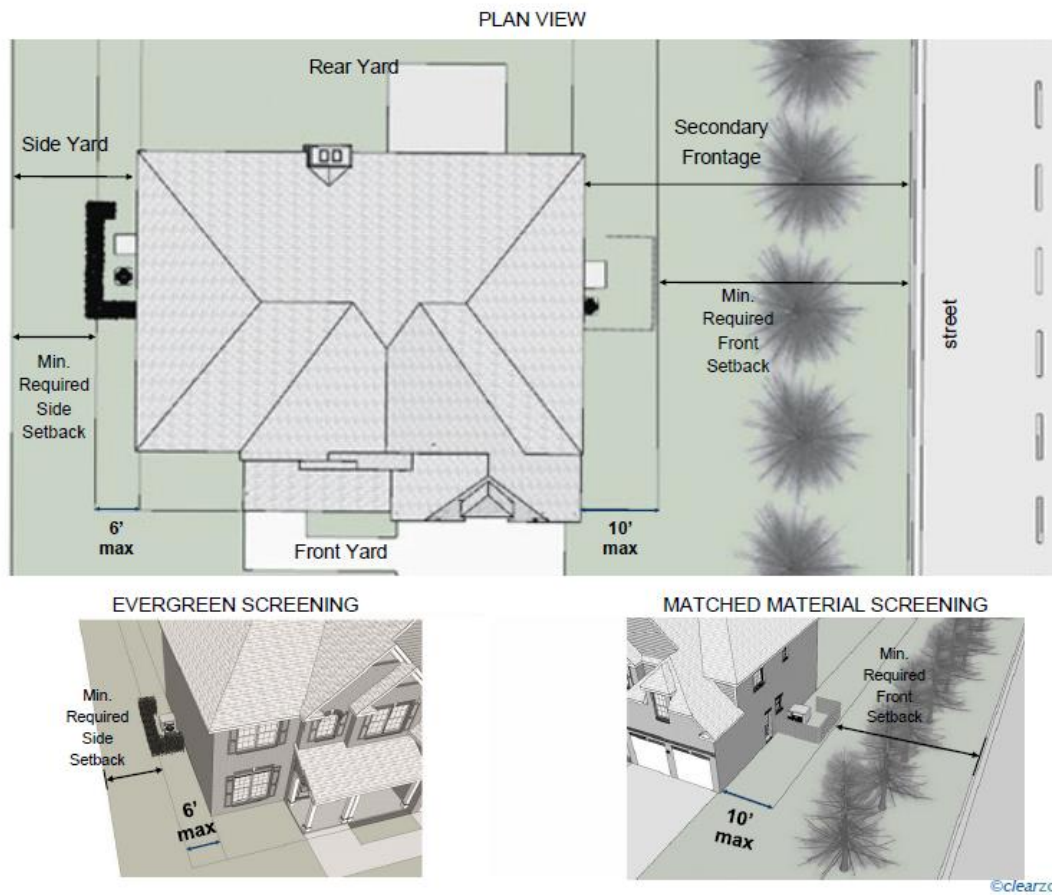 PLAN VIEW
Rear Yard
Side Yard
Secondary
Frontage
Min.
Required
Side
Setback
Min.
Required
Front
Setback
street
6'
max
Front Yard
10'
max
EVERGREEN SCREENING
MATCHED MATERIAL SCREENING
Min.
Required
Side
Setback
6'
max
Min.
Required
Front
Setback
10'
max